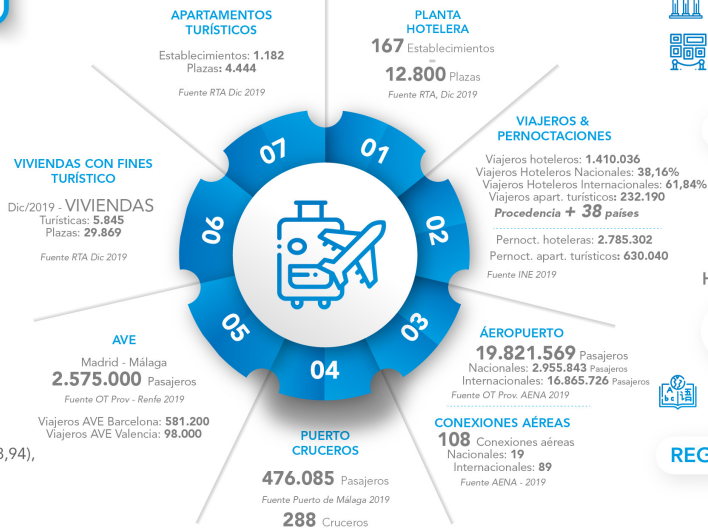 APARTAMENTOS
TURÍSTICOS
Establecimientos: 1.182
Plazas: 4.444
Fuente RTA Dic 2019
PLANTA
HOTELERA
167 Establecimientos
–
12.800 Plazas
Fuente RTA, Dic 2019
VIAJEROS &
PERNOCTACIONES
Viajeros hoteleros: 1.410.036
Viajeros Hoteleros Nacionales: 38,16%
Viajeros Hoteleros Internacionales: 61,84%
Viajeros apart. turísticos: 232.190
Procedencia + 38 países
Pernoct. hoteleras: 2.785.302
Pernoct. apart. turísticos: 630.040
Fuente INE 2019
VIVIENDAS CON FINES
TURÍSTICO
Dic/2019 - VIVIENDAS
Turísticas: 5.845
Plazas: 29.869
Fuente RTA Dic 2019
07
01
06
02
05
03
04
AVE
Madrid - Málaga
2.575.000 Pasajeros
Fuente OT Prov - Renfe 2019
Viajeros AVE Barcelona: 581.200
Viajeros AVE Valencia: 98.000
3,94),
PUERTO
CRUCEROS
476.085 Pasajeros
Fuente Puerto de Málaga 2019
288 Cruceros
ÁEROPUERTO
19.821.569 Pasajeros
Nacionales: 2.955.843 Pasajeros
Internacionales: 16.865.726 Pasajeros
Fuente OT Prov. AENA 2019
CONEXIONES AÉREAS
108 Conexiones aéreas
Nacionales: 19
Internacionales: 89
Fuente AENA - 2019
REG